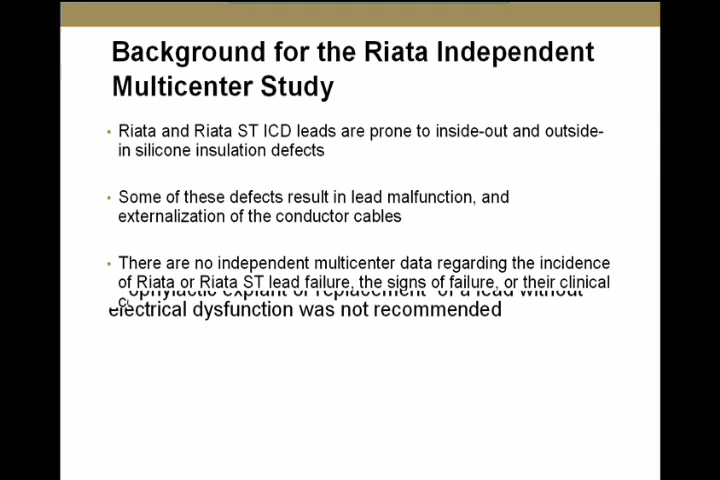 Background for the Riata Independent
Multicenter Study
• Riata and Riata ST ICD leads are prone to inside-out and outside-
in silicone insulation defects
• Some of these defects result in lead malfunction, and
externalization of the conductor cables
• There are no independent multicenter data regarding the incidence
of Riata or Riata ST lead failure, the signs of failure, or their clinical
explant or replacement of a lead without
electrical dysfunction was not recommended